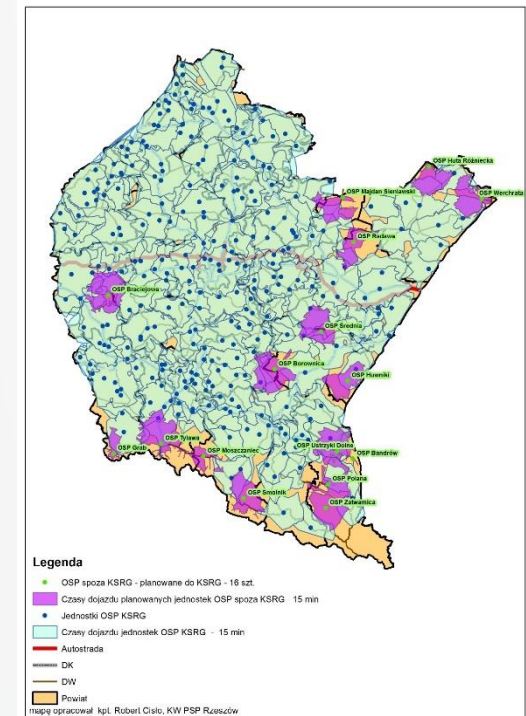 OSP Huta Różniecka
OSP Werchrata
OSP Majdan Sieniawski
OSP Radawa
OSP Braciejowa
OSP Średnia
OSP Borownica
OSP Hureniki
OSP Ustrzyki Dolne
OSP Grab
OSP Tylawa
OSP Moszczaniec
OSP Bandrów
OSP Polana
OSP Smolnik
OSP Zatwarnica
Legenda
OSP spoza KSRG - planowane do KSRG - 16 szt.
Czasy dojazdu planowanych jednostek OSP spoza KSRG 15 min
Jednostki OSP KSRG
Czasy dojazdu jednostek OSP KSRG - 15 min
Autostrada
DK
DW
Powiat
mapę opracował kpt. Robert Cisło, KW PSP Rzeszów